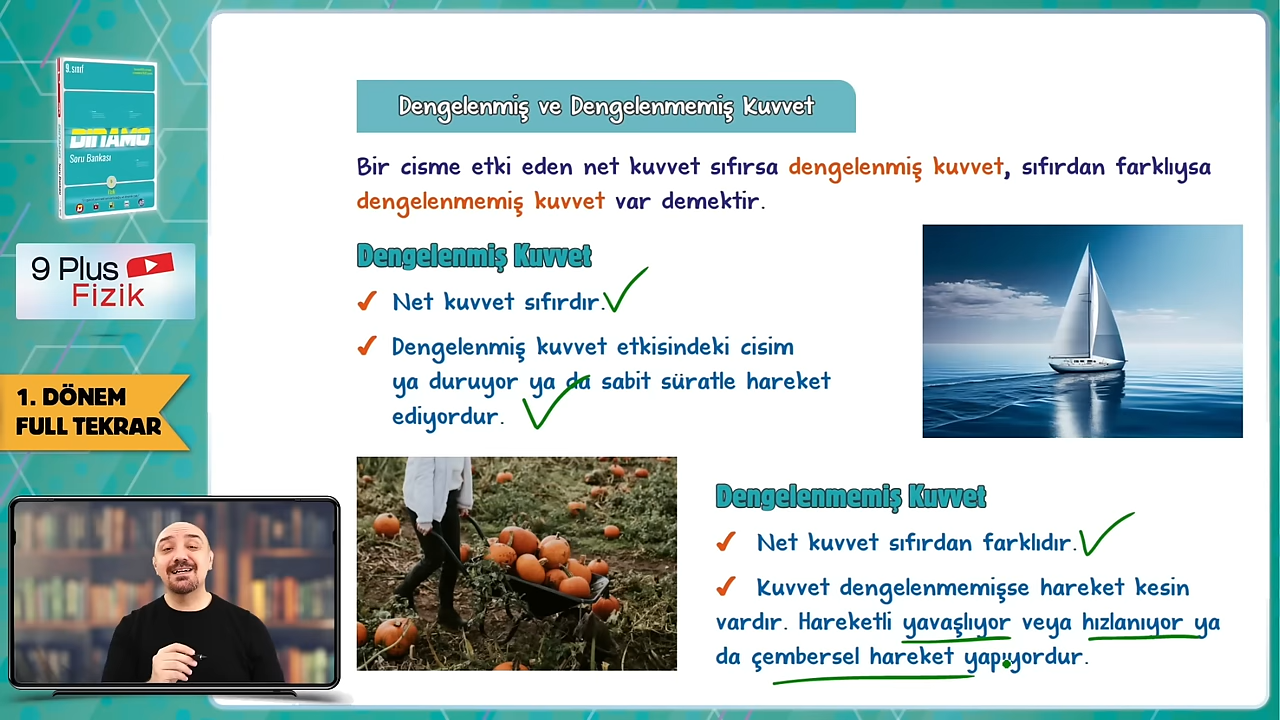 9. SINIF
DINAMO
Soru Bankası
9 Plus
Fizik
1. DÖNEM
FULL TEKRAR
Dengelenmiş ve Dengelenmemiş Kuvvet
Bir cisme etki eden net kuvvet sıfırsa dengelenmiş kuvvet, sıfırdan farklıysa
dengelenmemiş kuvvet var demektir.
Dengelenmiş Kuvvet
✓ Net kuvvet sıfırdır.
✓ Dengelenmiş kuvvet etkisindeki cisim
ya duruyor ya da sabit süratle hareket
ediyordur.
Dengelenmemiş Kuvvet
✓ Net kuvvet sıfırdan farklıdır.
✓ Kuvvet dengelenmemişse hareket kesin
vardır. Hareketli yavaşlıyor veya hızlanıyor ya
da çembersel hareket yapıyordur.